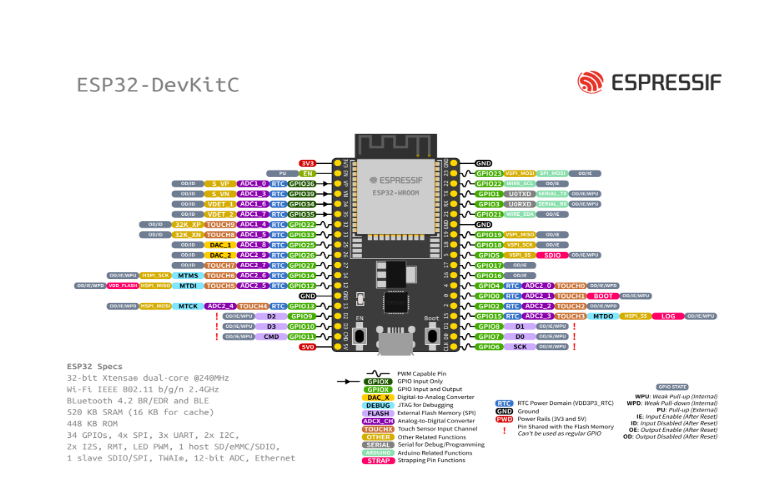 ESP32-DevKitC
ESPRESSIF
3V3
GND
PU EN
GPIO23 VSPI_MOSI SPI_MOSI OD/IE
OD/ID S_VP ADC1_0 RTC GPIO36
GPIO22 WIRE_SCL OD/IE
OD/ID S_VN ADC1_3 RTC GPIO39
GPIO1 U0TXD SERIAL_TX OD/IE/WPU
OD/ID VDET_1 ADC1_6 RTC GPIO34
GPIO3 U0RXD SERIAL_RX OD/IE/WPU
OD/ID VDET_2 ADC1_7 RTC GPIO35
GPIO21 WIRE_SDA OD/IE
OD/ID 32K_XP TOUCH9 ADC1_4 RTC GPIO32
GND
OD/ID 32K_XN TOUCH8 ADC1_5 RTC GPIO33
GPIO19 VSPI_MISO OD/IE
OD/ID DAC_1 ADC2_8 RTC GPIO25
GPIO18 VSPI_SCK OD/IE
OD/ID DAC_2 ADC2_9 RTC GPIO26
GPIO5 VSPI_SS SDIO OD/IE/WPU
OD/ID TOUCH7 ADC2_7 RTC GPIO27
GPIO17 OD/IE
OD/IE/WPU HSPI_SCK MTMS TOUCH6 ADC2_6 RTC GPIO14
GPIO16 OD/IE
OD/IE/WPD VDD_FLASH HSPI_MISO MTDI TOUCH5 ADC2_5 RTC GPIO12
GPIO4 RTC ADC2_0 TOUCH0 OD/IE/WPD
GND
GPIO0 RTC ADC2_1 TOUCH1 BOOT OD/IE/WPU
OD/IE/WPU HSPI_MOSI MTCK ADC2_4 TOUCH4 RTC GPIO13
GPIO2 RTC ADC2_2 TOUCH2 OD/IE/WPD
! OD/IE/WPU D2 GPIO9
GPIO15 RTC ADC2_3 TOUCH3 MTDO HSPI_SS LOG OD/IE/WPU
! OD/IE/WPU D3 GPIO10
GPIO8 D1 OD/IE/WPU !
! OD/IE/WPU CMD GPIO11
GPIO7 D0 OD/IE/WPU !
5V0
GPIO6 SCK OD/IE/WPU !
ESPRESSIF
ESP32-WROOM
EN
Boot
ESP32 Specs
32-bit Xtensa® dual-core @240MHz
Wi-Fi IEEE 802.11 b/g/n 2.4GHz
BLuetooth 4.2 BR/EDR and BLE
520 KB SRAM (16 KB for cache)
448 KB ROM
34 GPIOs, 4x SPI, 3x UART, 2x I2C,
2x I2S, RMT, LED PWM, 1 host SD/eMMC/SDIO,
1 slave SDIO/SPI, TWAI®, 12-bit ADC, Ethernet
PWM Capable Pin
GPIOX GPIO Input Only
GPIOX GPIO Input and Output
DAC_X Digital-to-Analog Converter
DEBUG JTAG for Debugging
FLASH External Flash Memory (SPI)
ADCX_CH Analog-to-Digital Converter
TOUCHX Touch Sensor Input Channel
OTHER Other Related Functions
SERIAL Serial for Debug/Programming
ARDUINO Arduino Related Functions
STRAP Strapping Pin Functions
RTC RTC Power Domain (VDD3P3_RTC)
GND Ground
PWD Power Rails (3V3 and 5V)
! Pin Shared with the Flash Memory
Can't be used as regular GPIO
GPIO STATE
WPU: Weak Pull-up (Internal)
WPD: Weak Pull-down (Internal)
PU: Pull-up (External)
IE: Input Enable (After Reset)
ID: Input Disabled (After Reset)
OE: Output Enable (After Reset)
OD: Output Disabled (After Reset)